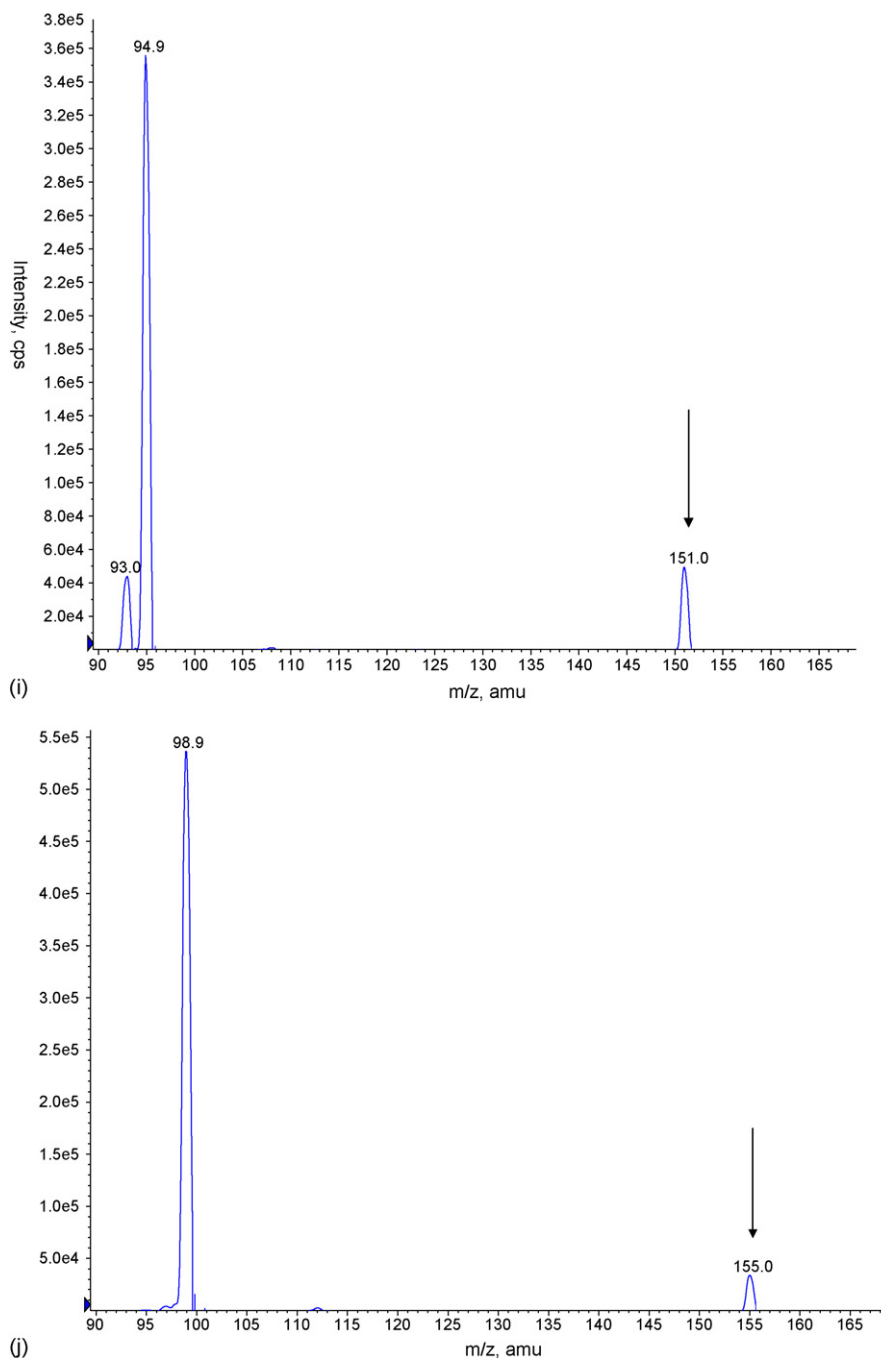 3.8e5
3.6e5
3.4e5
3.2e5
3.0e5
2.8e5
2.6e5
2.4e5
2.2e5
2.0e5
1.8e5
1.6e5
1.4e5
1.2e5
1.0e5
8.0e4
6.0e4
4.0e4
2.0e4
Intensity, cps
94.9
93.0
151.0
90 95 100 105 110 115 120 125 130 135 140 145 150 155 160 165
m/z, amu
(i)
5.5e5
5.0e5
4.5e5
4.0e5
3.5e5
3.0e5
2.5e5
2.0e5
1.5e5
1.0e5
5.0e4
98.9
155.0
90 95 100 105 110 115 120 125 130 135 140 145 150 155 160 165
m/z, amu
(j)